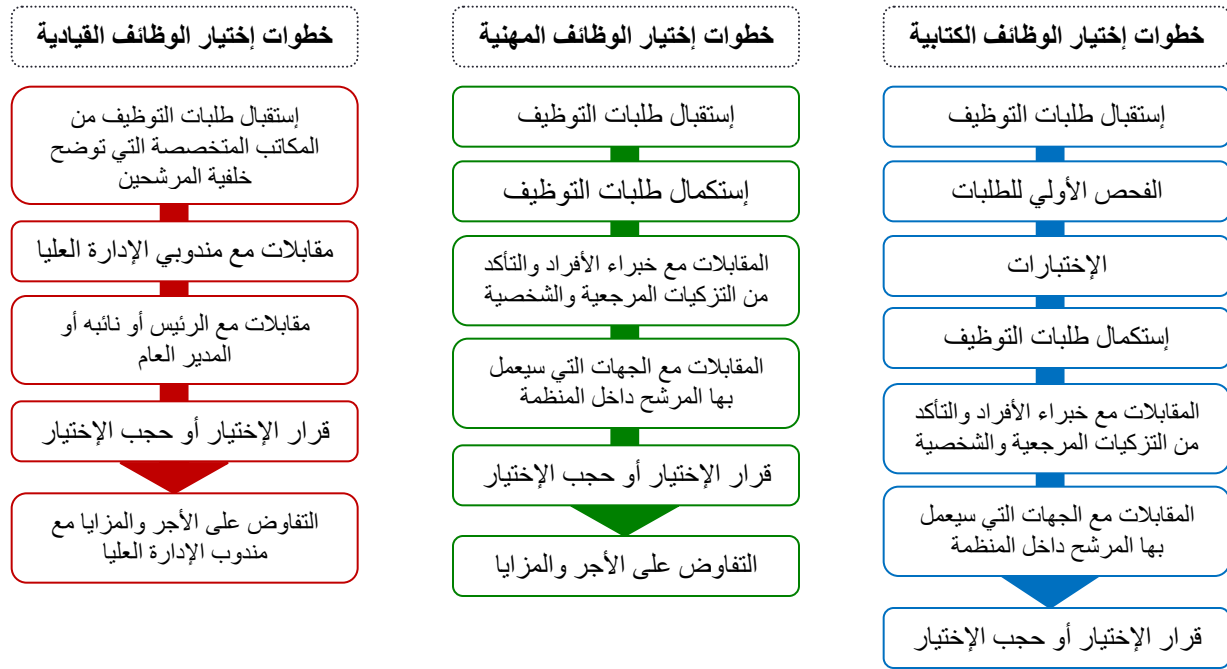 خطوات إختيار الوظائف الكتابية
إستقبال طلبات التوظيف
الفحص الأولي للطلبات
الإختبارات
إستكمال طلبات التوظيف
المقابلات مع خبراء الأفراد والتأكد
من التزكيات المرجعية والشخصية
المقابلات مع الجهات التي سيعمل
بها المرشح داخل المنظمة
قرار الإختيار أو حجب الإختيار
خطوات إختيار الوظائف المهنية
إستقبال طلبات التوظيف
إستكمال طلبات التوظيف
المقابلات مع خبراء الأفراد والتأكد
من التزكيات المرجعية والشخصية
المقابلات مع الجهات التي سيعمل
بها المرشح داخل المنظمة
قرار الإختيار أو حجب الإختيار
التفاوض على الأجر والمزايا
خطوات إختيار الوظائف القيادية
إستقبال طلبات التوظيف من
المكاتب المتخصصة التي توضح
خلفية المرشحين
مقابلات مع مندوبي الإدارة العليا
مقابلات مع الرئيس أو نائبه أو
المدير العام
قرار الإختيار أو حجب الإختيار
التفاوض على الأجر والمزايا مع
مندوب الإدارة العليا